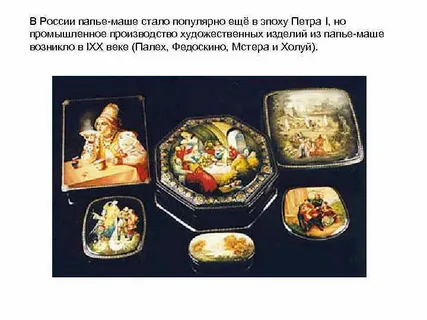 В России папье-маше стало популярно ещё в эпоху Петра I, но
промышленное производство художественных изделий из папье-маше
возникло в IXX веке (Палех, Федоскино, Мстера и Холуй).